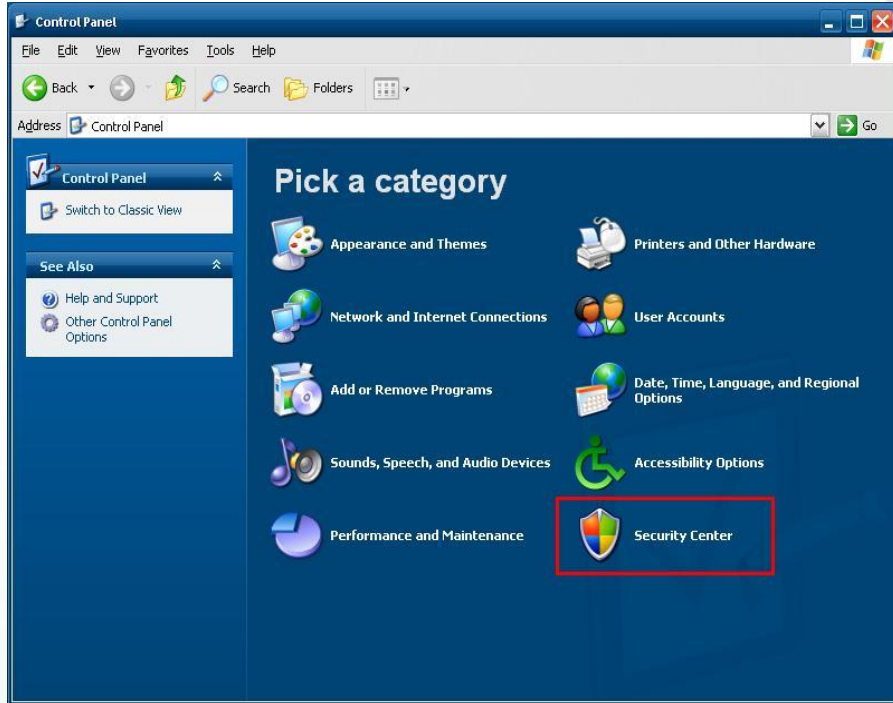 Control Panel
File Edit View Favorites Tools Help
Back Search Folders
Address Control Panel Go
Control Panel
Switch to Classic View
See Also
Help and Support
Other Control Panel
Options
Pick a category
Appearance and Themes
Printers and Other Hardware
Network and Internet Connections
User Accounts
Add or Remove Programs
Date, Time, Language, and Regional
Options
Sounds, Speech, and Audio Devices
Accessibility Options
Performance and Maintenance
Security Center